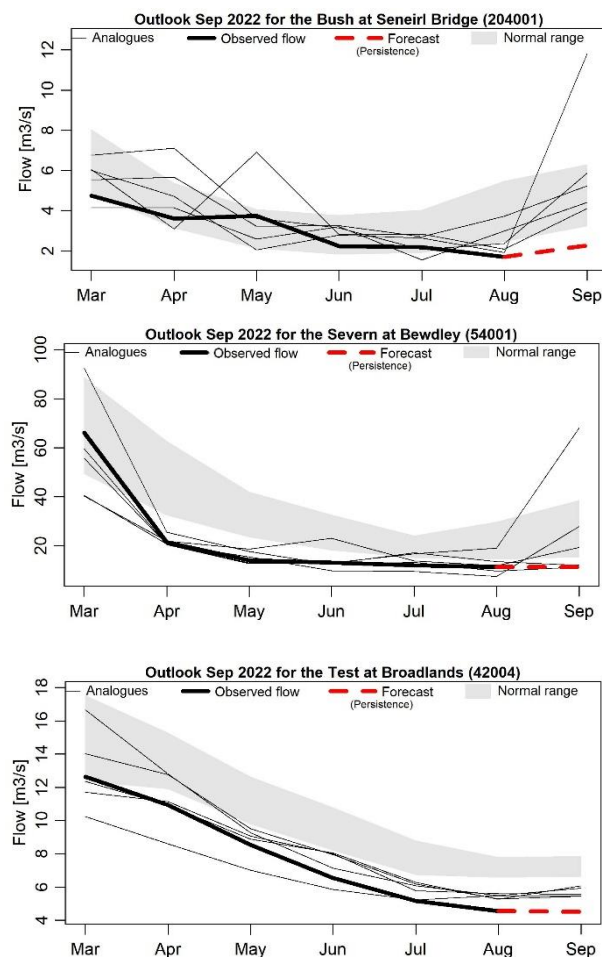 Outlook Sep 2022 for the Bush at Seneirl Bridge (204001)
Analogues Observed flow Forecast Normal range
(Persistence)
Flow [m3/s]
12
10
8
6
4
2
Mar Apr May Jun Jul Aug Sep
Outlook Sep 2022 for the Severn at Bewdley (54001)
Analogues Observed flow Forecast Normal range
(Persistence)
Flow [m3/s]
100
80
60
40
20
Mar Apr May Jun Jul Aug Sep
Outlook Sep 2022 for the Test at Broadlands (42004)
Analogues Observed flow Forecast Normal range
(Persistence)
Flow [m3/s]
18
16
14
12
10
8
6
4
Mar Apr May Jun Jul Aug Sep